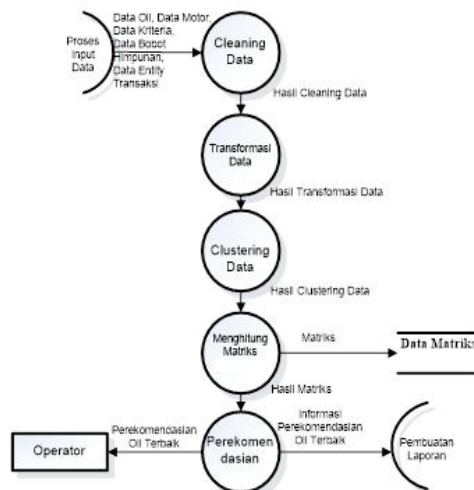 Proses
Input
Data
Data Oli, Data Motor,
Data Kriteria,
Data Bobot
Himpunan,
Data Entity
Transaksi
Cleaning
Data
Hasil Cleaning Data
Transformasi
Data
Hasil Transformasi Data
Clustering
Data
Hasil Clustering Data
Menghitung
Matriks
Matriks
Data Matriks
Hasil Matriks
Operator
Perekomendasian
Oli Terbaik
Perekomen
dasian
Informasi
Perekomendasian
Oli Terbaik
Pembuatan
Laporan